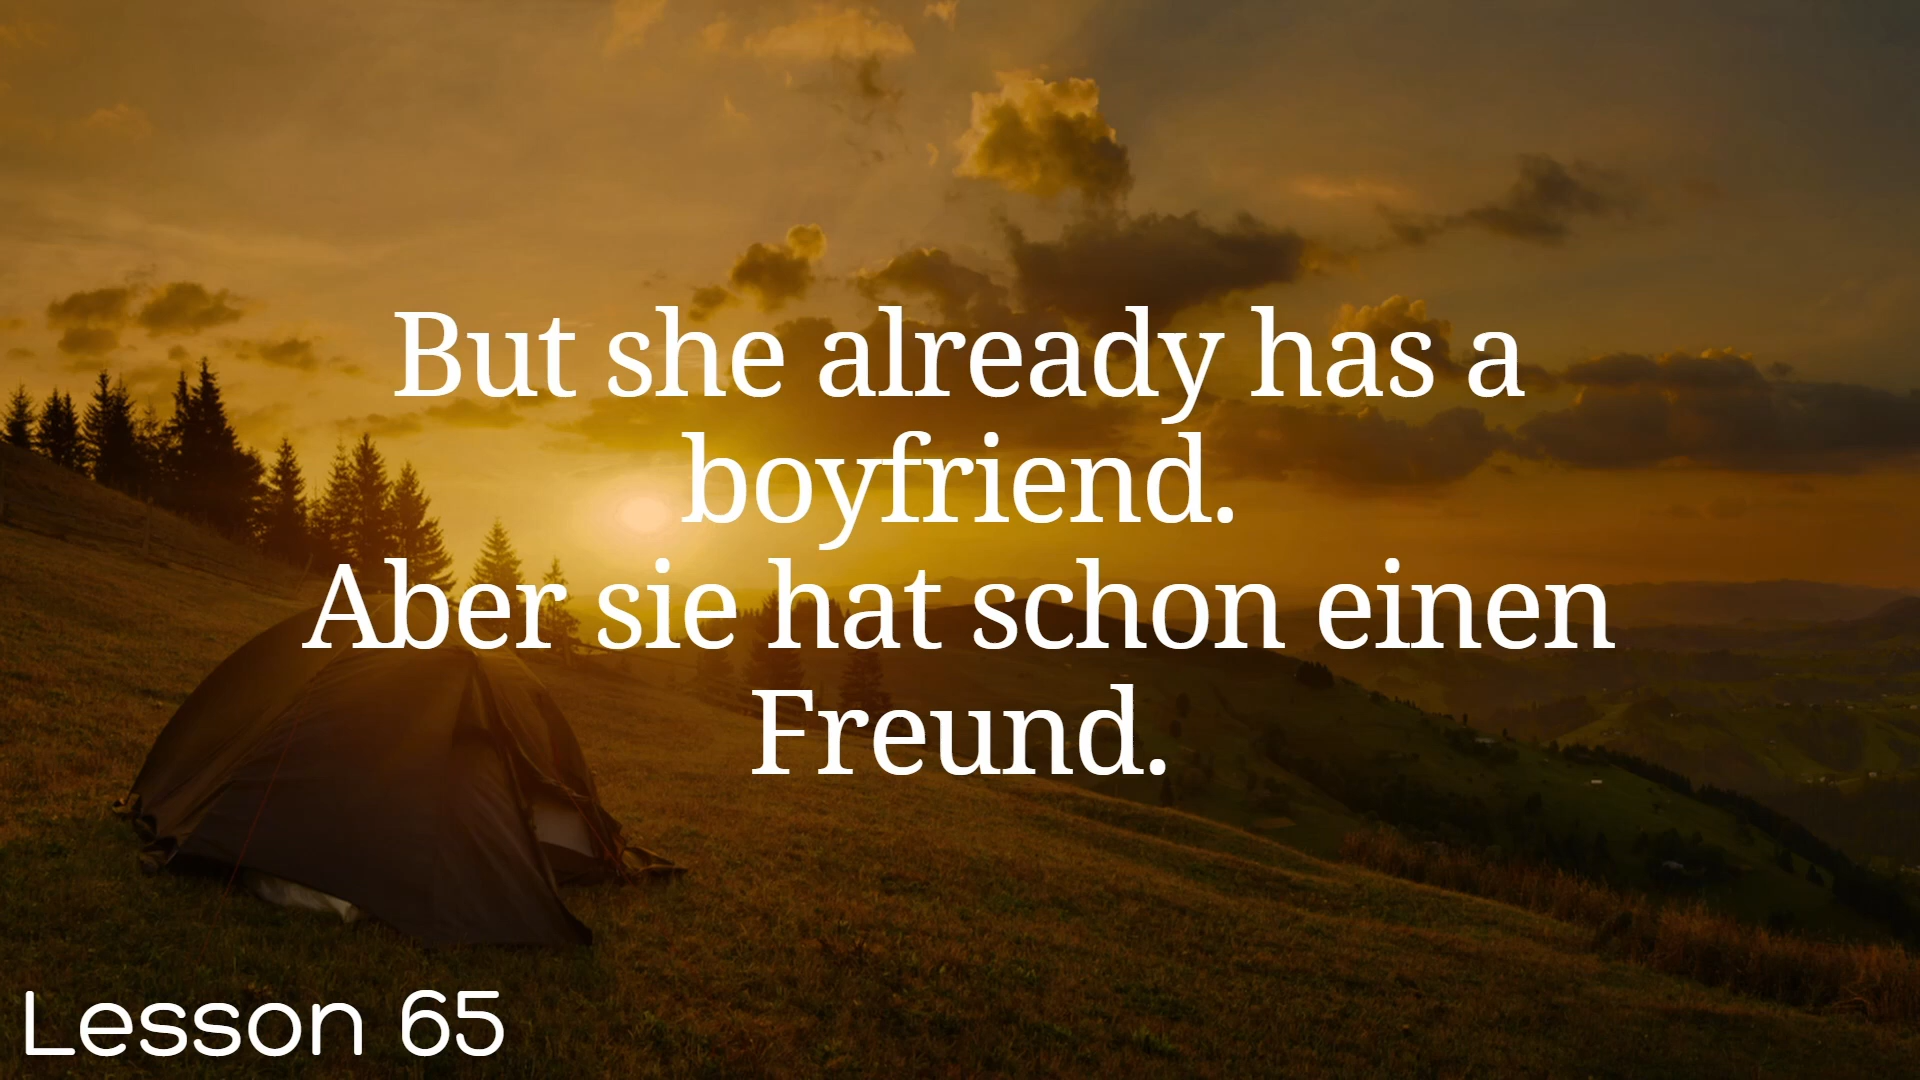 But she already has a
boyfriend.
Aber sie hat schon einen
Freund.
Lesson 65